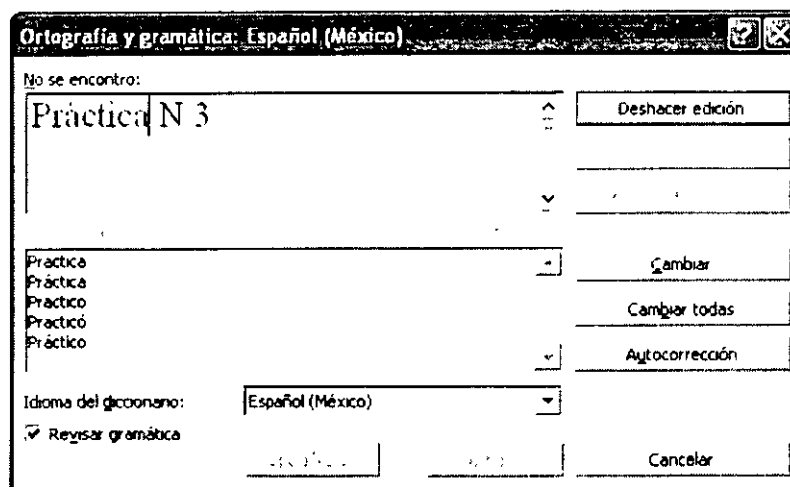 Ortografía y gramática: Español (México)
No se encontro:
Práctica N 3
Deshacer edición
Practica
Práctica
Practico
Practicó
Práctico
Cambiar
Cambiar todas
Autocorrección
Idioma del diccionario:
Español (México)
Revisar gramática
Cancelar